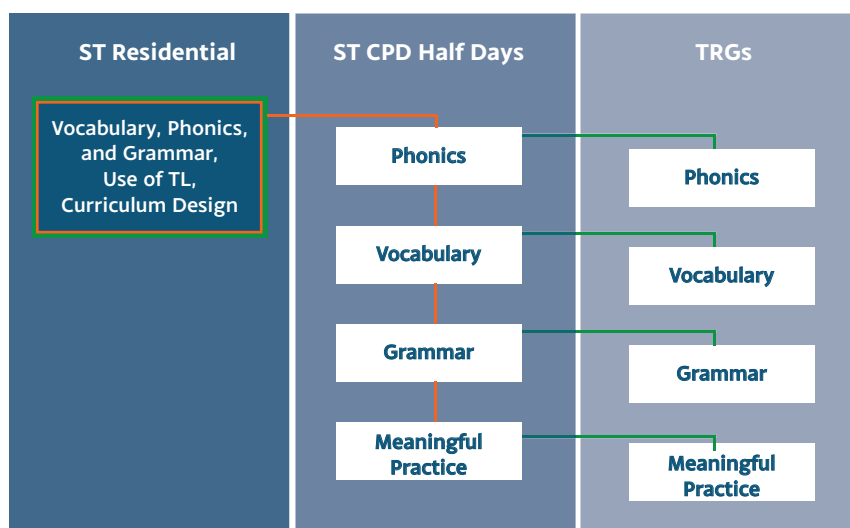 ST Residential
Vocabulary, Phonics,
and Grammar,
Use of TL,
Curriculum Design
ST CPD Half Days
Phonics
Vocabulary
Grammar
Meaningful
Practice
TRGs
Phonics
Vocabulary
Grammar
Meaningful
Practice